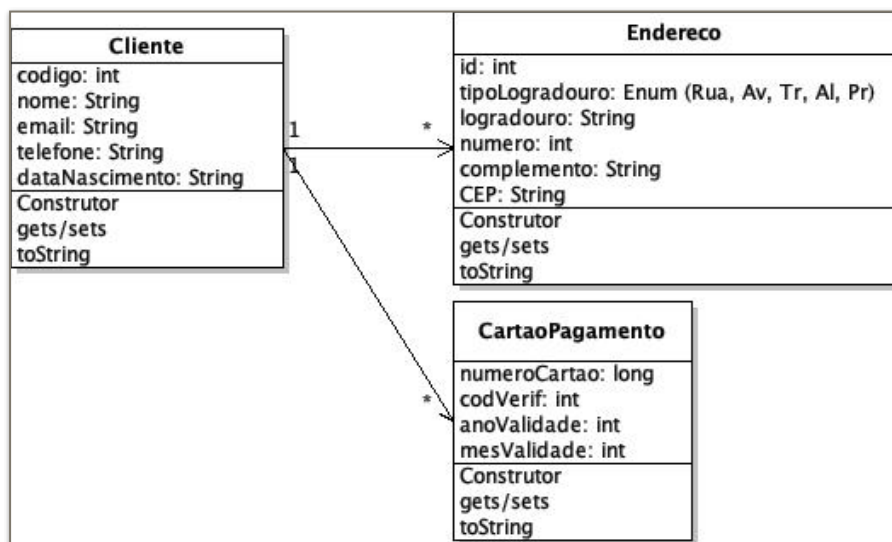 Cliente
codigo: int
nome: String
email: String
telefone: String
dataNascimento: String
Construtor
gets/sets
toString
1
*
1
*
Endereco
id: int
tipoLogradouro: Enum (Rua, Av, Tr, Al, Pr)
logradouro: String
numero: int
complemento: String
CEP: String
Construtor
gets/sets
toString
CartaoPagamento
numeroCartao: long
codVerif: int
anoValidade: int
mesValidade: int
Construtor
gets/sets
toString